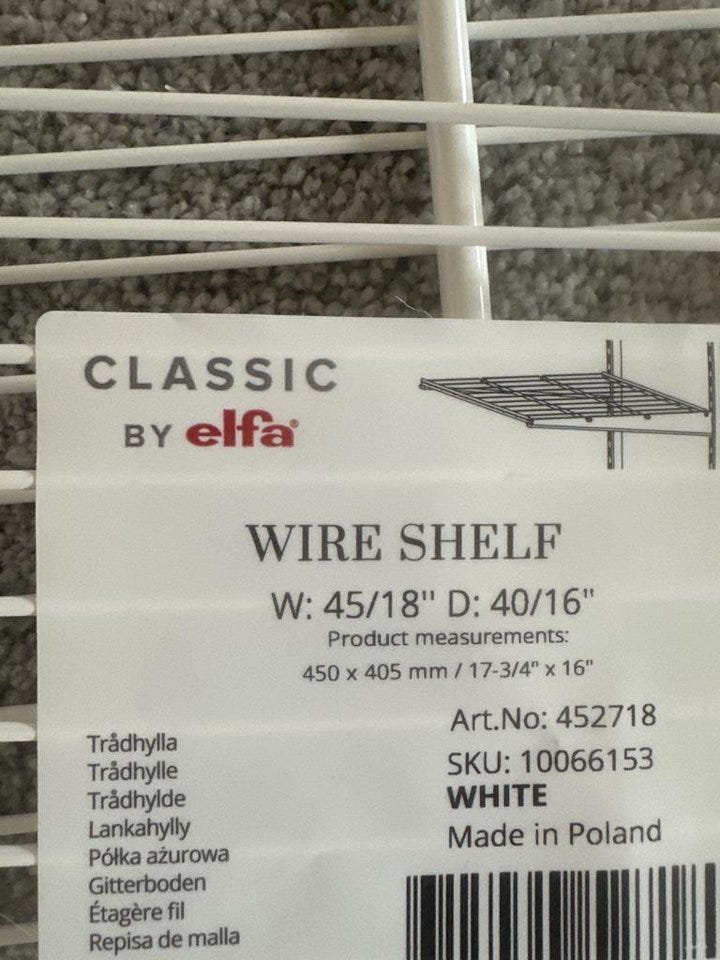 CLASSIC
BY elfa®
WIRE SHELF
W: 45/18" D: 40/16"
Product measurements:
450 x 405 mm / 17-3/4" x 16"
Art.No: 452718
SKU: 10066153
WHITE
Made in Poland
Trådhylla
Trådhylle
Trådhylde
Lankahylly
Półka ażurowa
Gitterboden
Étagère fil
Repisa de malla